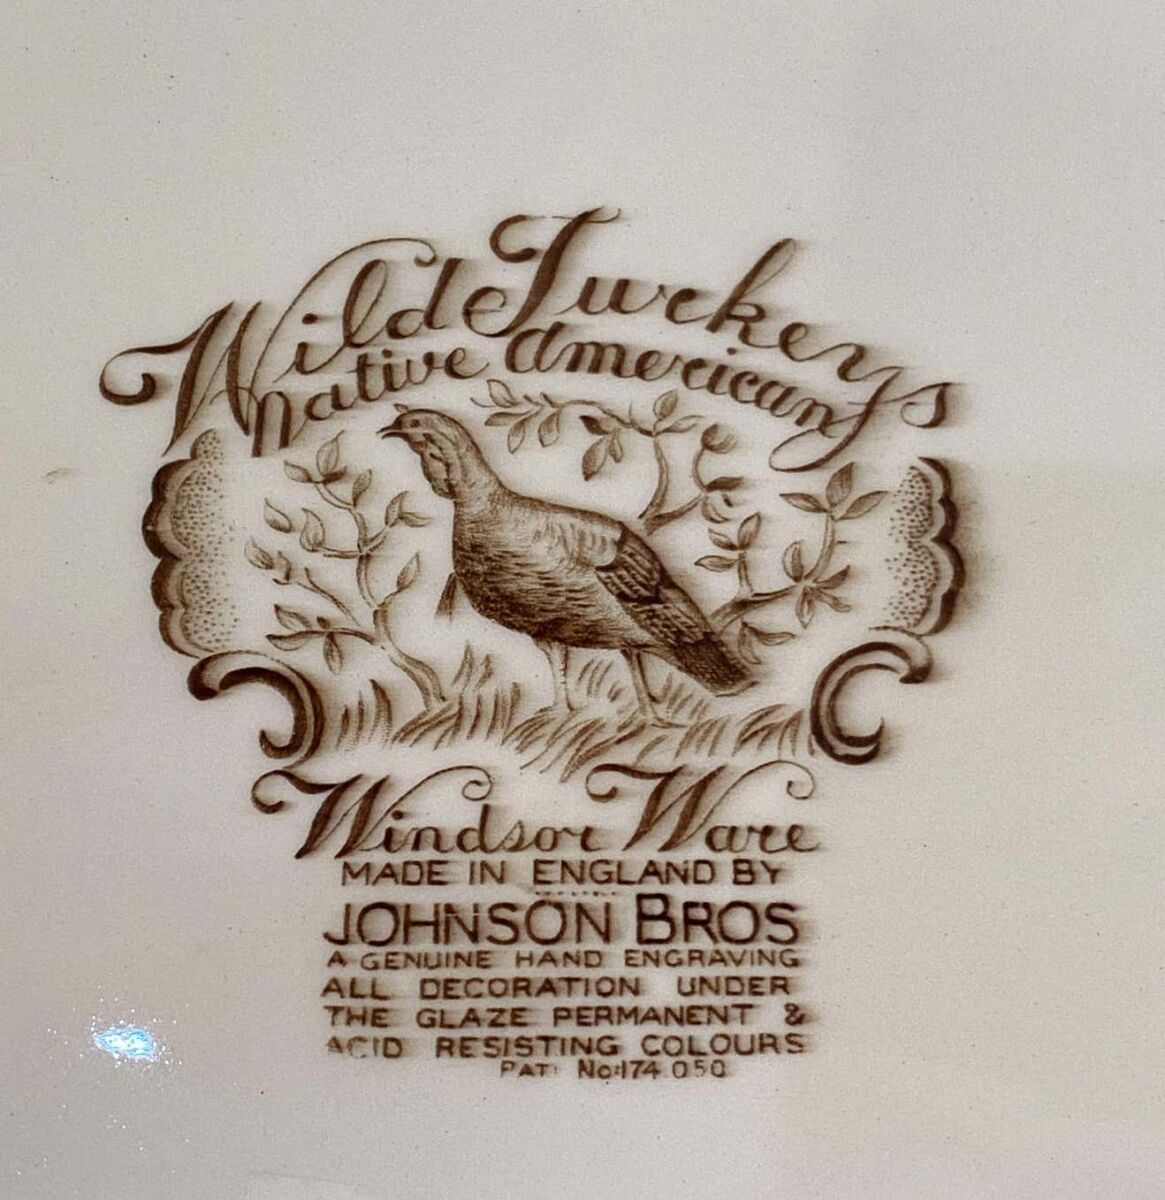 Wild Turkeys
Native American
Windsor Ware
MADE IN ENGLAND BY
JOHNSON BROS
A GENUINE HAND ENGRAVING
ALL DECORATION UNDER
THE GLAZE PERMANENT &
ACID RESISTING COLOURS
PAT. No: 174 050